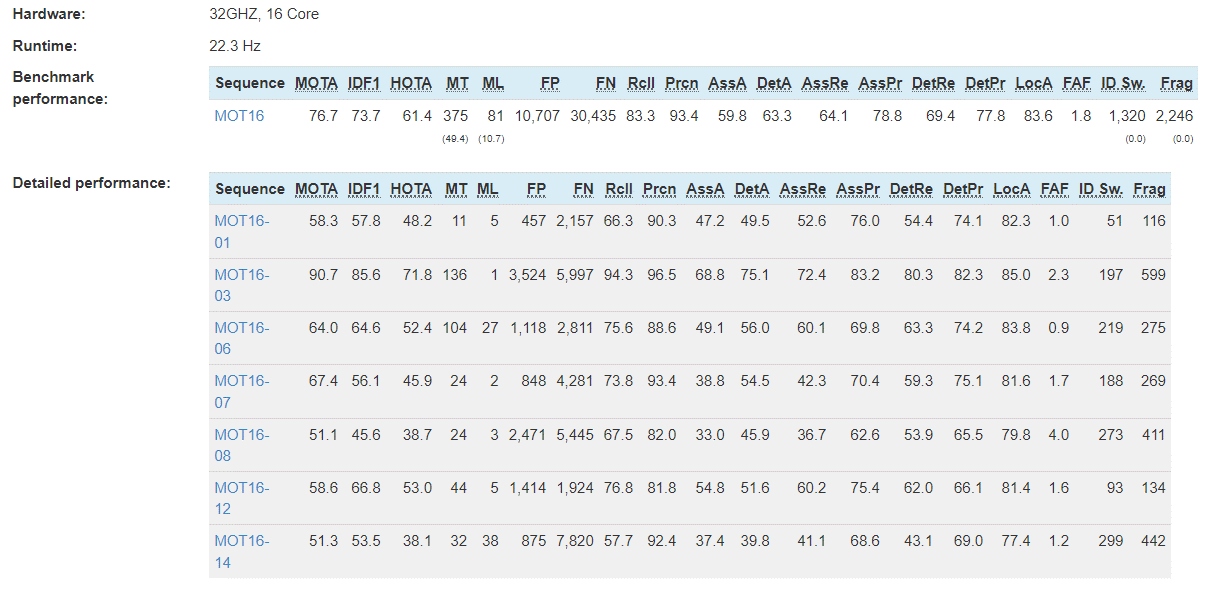 Hardware: 32GHZ, 16 Core
Runtime: 22.3 Hz
Benchmark performance:
Sequence MOTA IDF1 HOTA MT ML FP FN Rcll Prcn AssA DetA AssRe AssPr DetRe DetPr LocA FAF ID Sw. Frag
MOT16 76.7 73.7 61.4 375 81 10,707 30,435 83.3 93.4 59.8 63.3 64.1 78.8 69.4 77.8 83.6 1.8 1,320 2,246
(49.4) (10.7) (0.0) (0.0)
Detailed performance:
Sequence MOTA IDF1 HOTA MT ML FP FN Rcll Prcn AssA DetA AssRe AssPr DetRe DetPr LocA FAF ID Sw. Frag
MOT16-
01 58.3 57.8 48.2 11 5 457 2,157 66.3 90.3 47.2 49.5 52.6 76.0 54.4 74.1 82.3 1.0 51 116
MOT16-
03 90.7 85.6 71.8 136 1 3,524 5,997 94.3 96.5 68.8 75.1 72.4 83.2 80.3 82.3 85.0 2.3 197 599
MOT16-
06 64.0 64.6 52.4 104 27 1,118 2,811 75.6 88.6 49.1 56.0 60.1 69.8 63.3 74.2 83.8 0.9 219 275
MOT16-
07 67.4 56.1 45.9 24 2 848 4,281 73.8 93.4 38.8 54.5 42.3 70.4 59.3 75.1 81.6 1.7 188 269
MOT16-
08 51.1 45.6 38.7 24 3 2,471 5,445 67.5 82.0 33.0 45.9 36.7 62.6 53.9 65.5 79.8 4.0 273 411
MOT16-
12 58.6 66.8 53.0 44 5 1,414 1,924 76.8 81.8 54.8 51.6 60.2 75.4 62.0 66.1 81.4 1.6 93 134
MOT16-
14 51.3 53.5 38.1 32 38 875 7,820 57.7 92.4 37.4 39.8 41.1 68.6 43.1 69.0 77.4 1.2 299 442